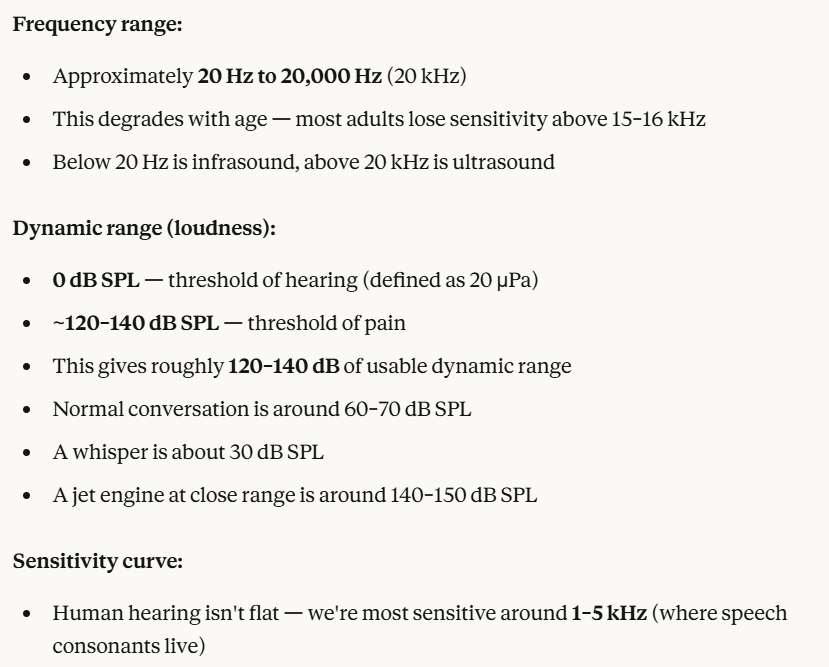 Frequency range:
• Approximately 20 Hz to 20,000 Hz (20 kHz)
• This degrades with age — most adults lose sensitivity above 15–16 kHz
• Below 20 Hz is infrasound, above 20 kHz is ultrasound
Dynamic range (loudness):
• 0 dB SPL — threshold of hearing (defined as 20 µPa)
• ~120–140 dB SPL — threshold of pain
• This gives roughly 120–140 dB of usable dynamic range
• Normal conversation is around 60–70 dB SPL
• A whisper is about 30 dB SPL
• A jet engine at close range is around 140–150 dB SPL
Sensitivity curve:
• Human hearing isn't flat — we're most sensitive around 1–5 kHz (where speech
consonants live)